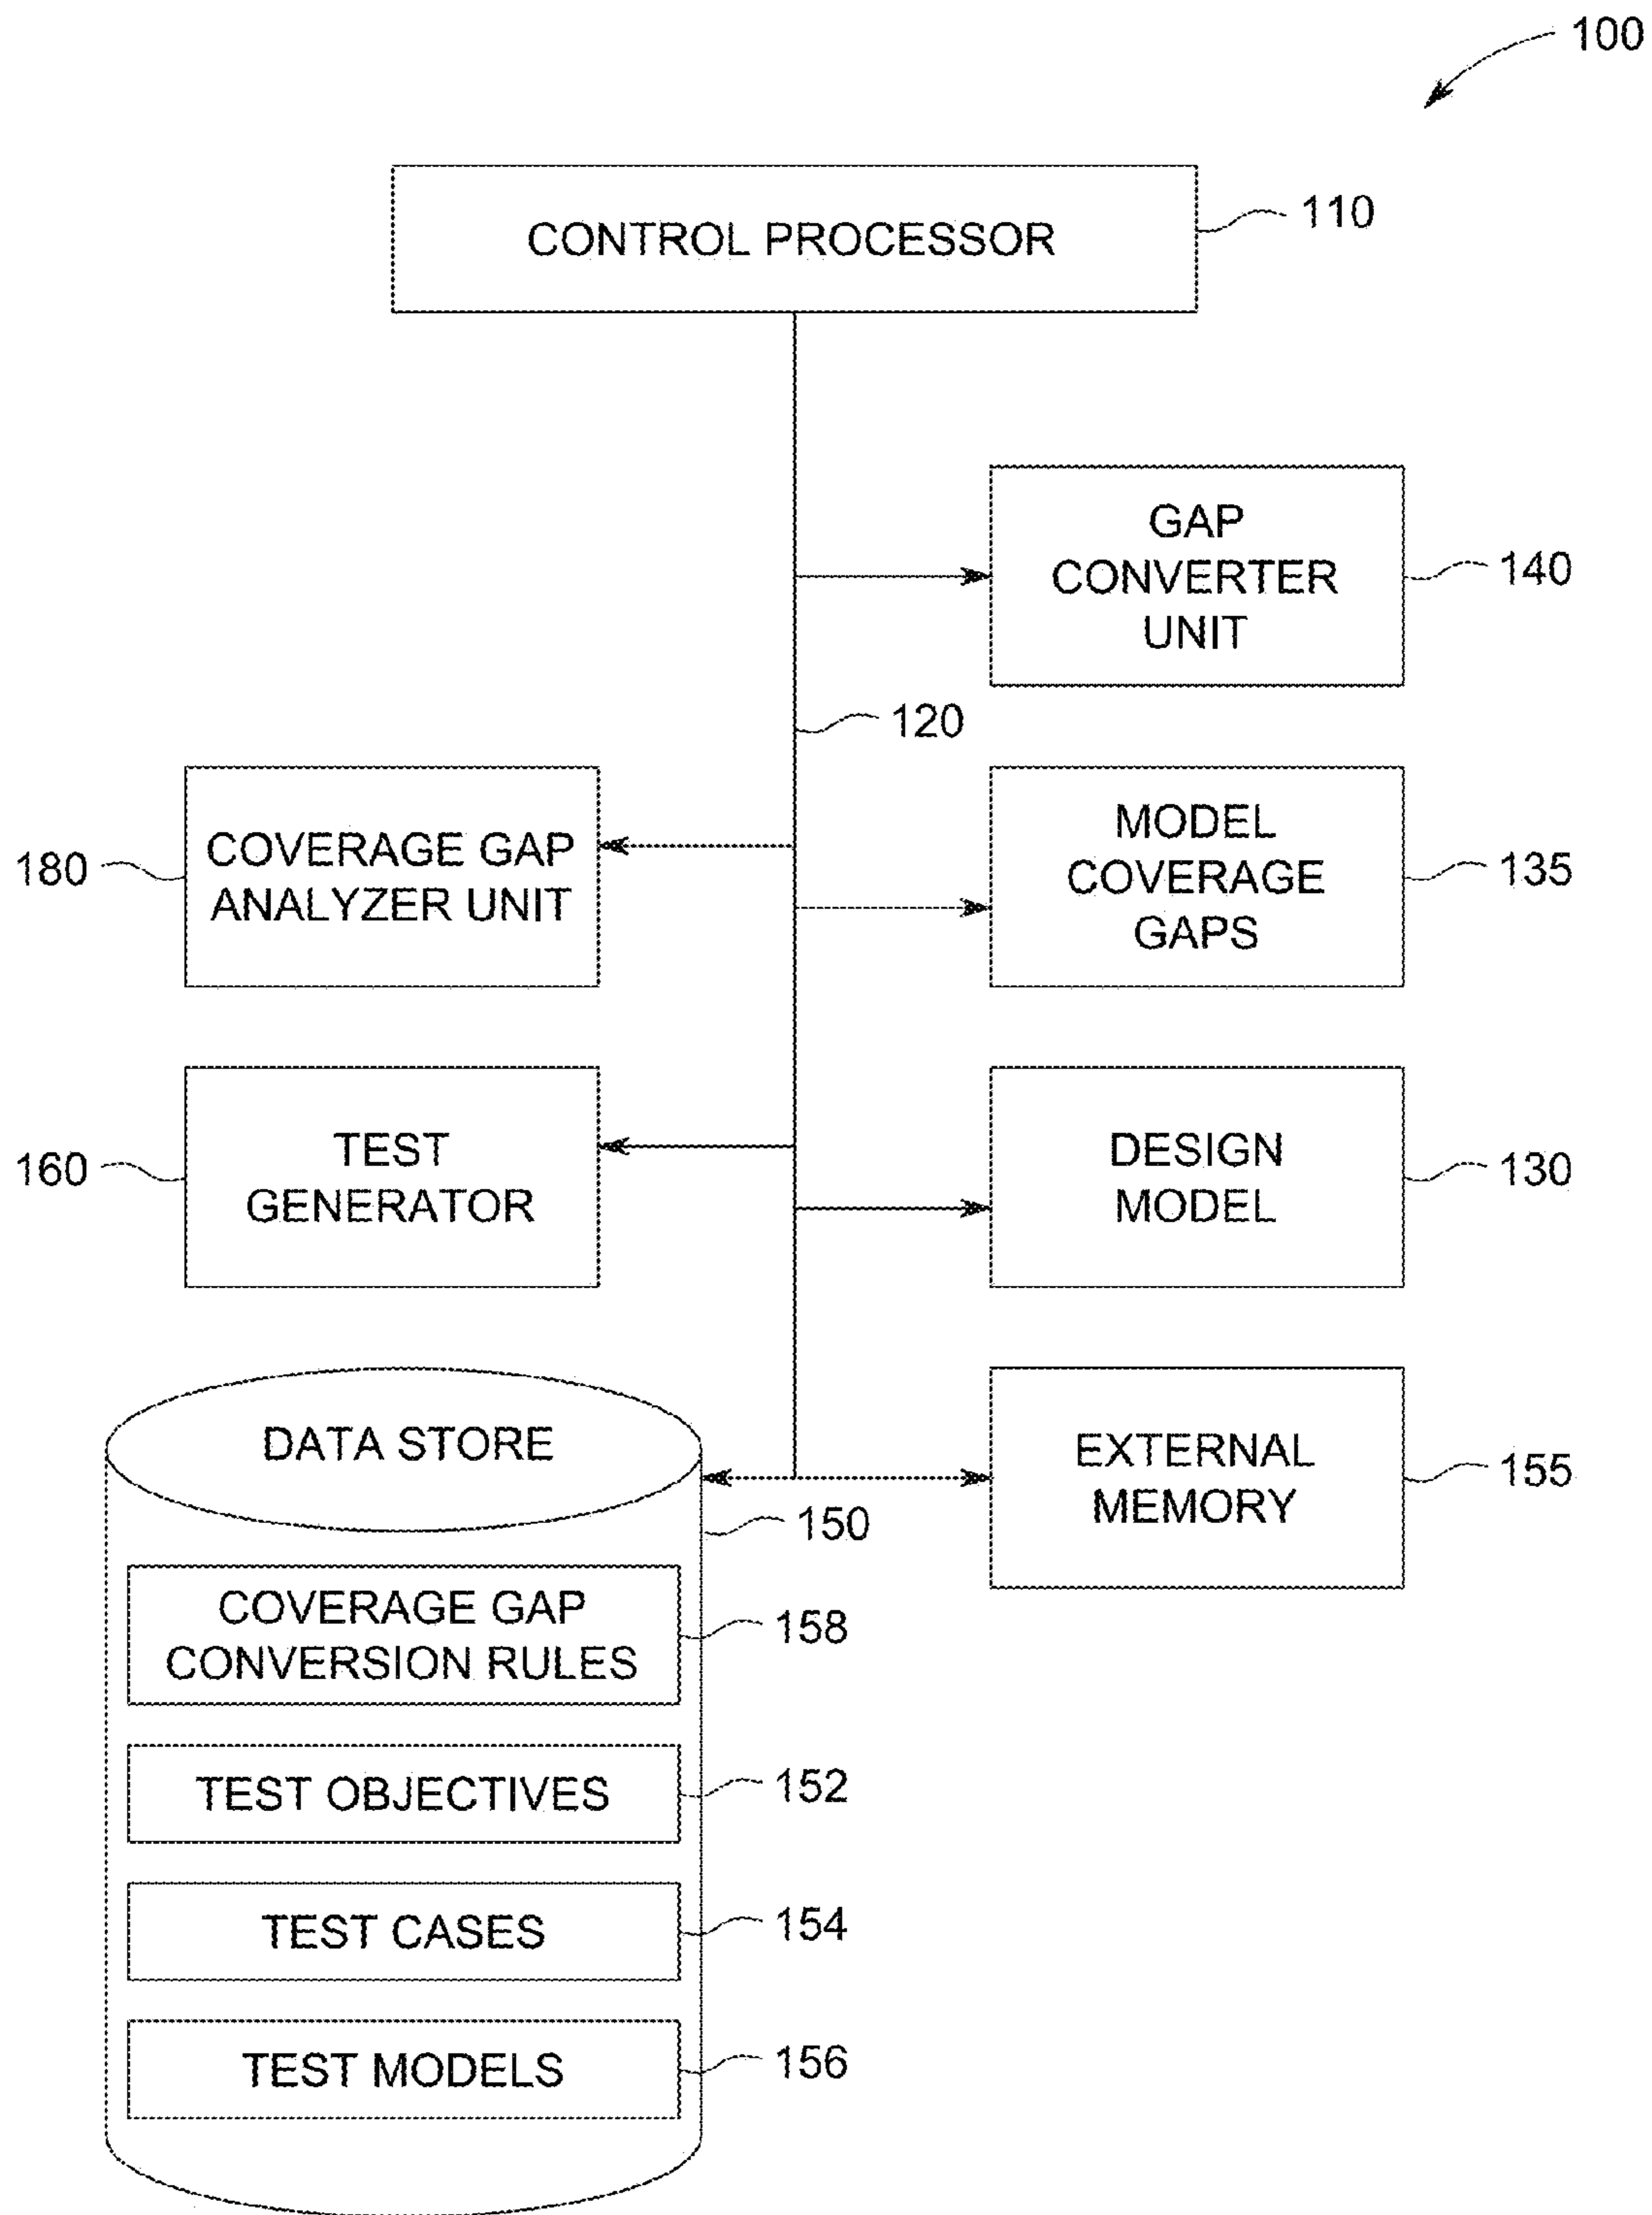 100
CONTROL PROCESSOR
110
GAP
CONVERTER
UNIT
140
120
COVERAGE GAP
ANALYZER UNIT
180
MODEL
COVERAGE
GAPS
135
TEST
GENERATOR
160
DESIGN
MODEL
130
DATA STORE
150
EXTERNAL
MEMORY
155
COVERAGE GAP
CONVERSION RULES
158
TEST OBJECTIVES
152
TEST CASES
154
TEST MODELS
156